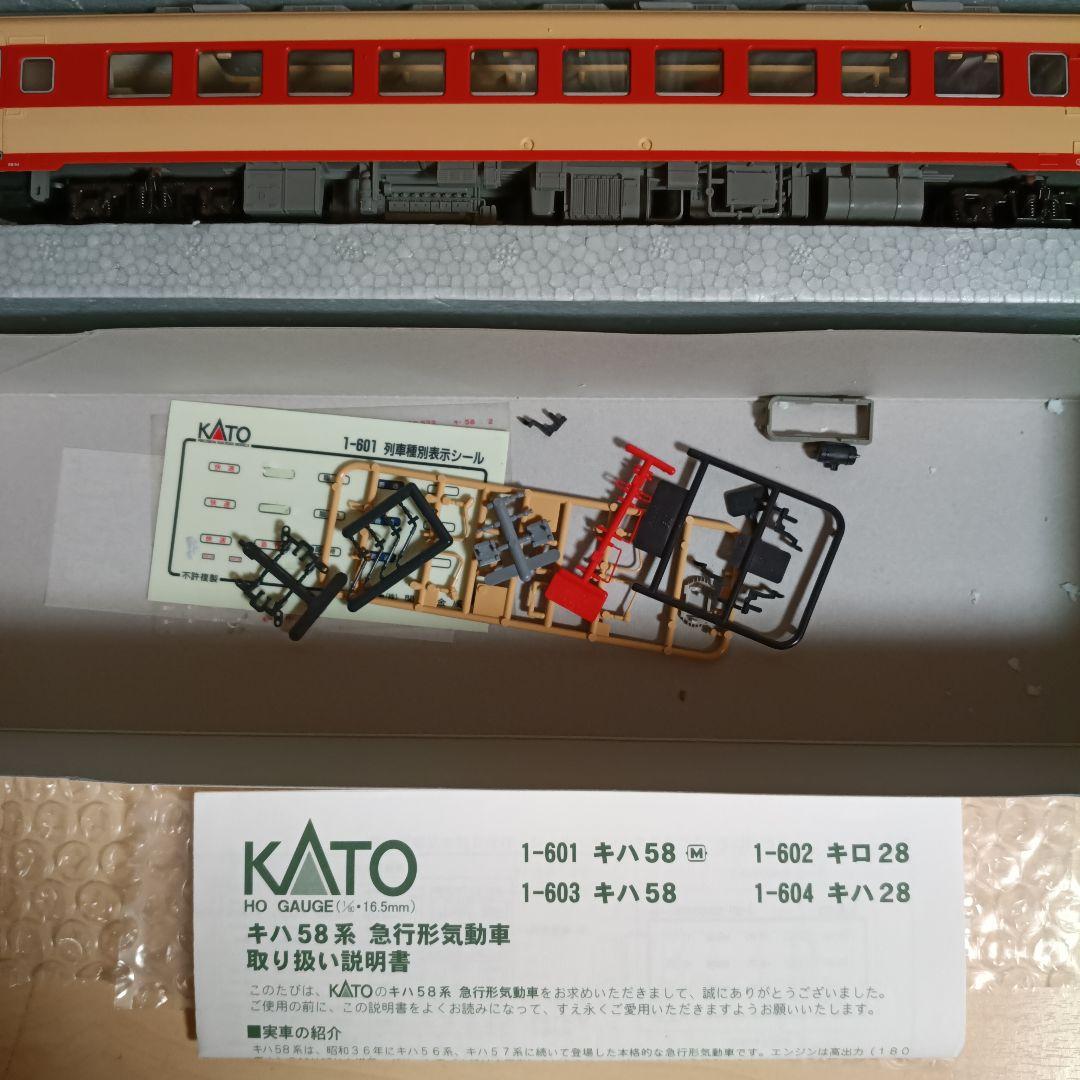 KATO
1-601 列車種別表示シール
快速
快速
快速
不許複製
KATO
HO GAUGE(1/80・16.5mm)
1-601 キハ58 M
1-602 キロ28
1-603 キハ58
1-604 キハ28
キハ58系 急行形気動車
取り扱い説明書
このたびは、KATOのキハ58系 急行形気動車をお求めいただきまして、誠にありがとうございました。
ご使用の前に、この説明書をよくお読みになって、すえ永くご愛用いただきますようお願いいたします。
■実車の紹介
キハ58系は、昭和36年にキハ56系、キハ57系に続いて登場した本格的な急行形気動車です。エンジンは高出力(180